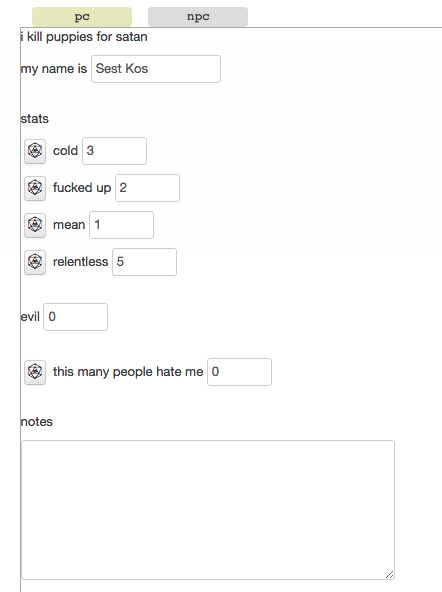 pc npc
i kill puppies for satan
my name is Sest Kos
stats
cold 3
fucked up 2
mean 1
relentless 5
evil 0
this many people hate me 0
notes